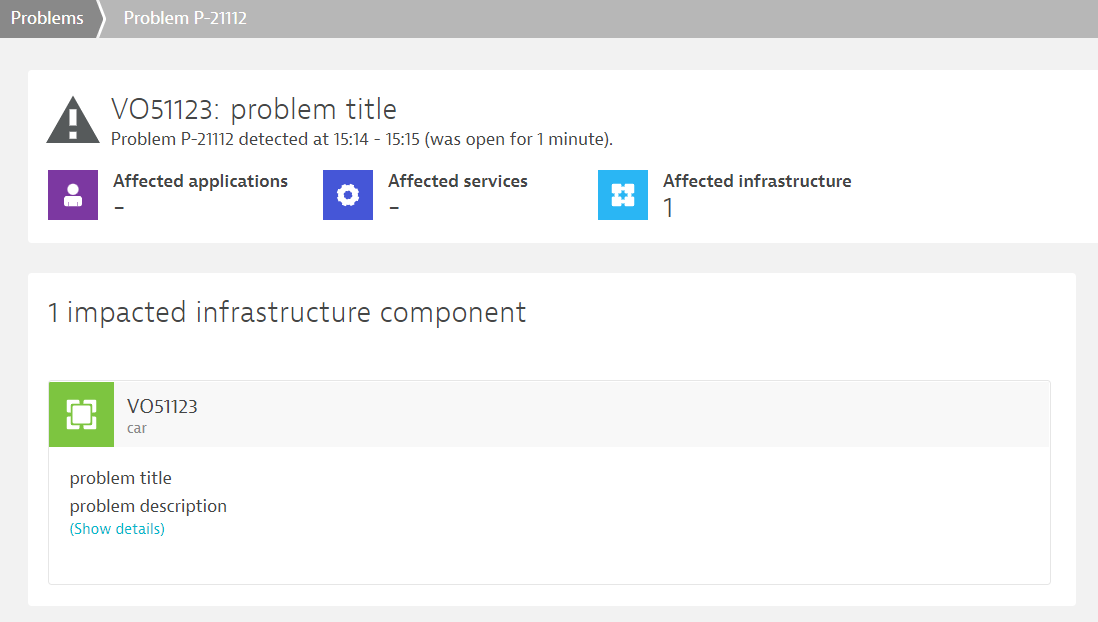 Problems
Problem P-21112
VO51123: problem title
Problem P-21112 detected at 15:14 - 15:15 (was open for 1 minute).
Affected applications
–
Affected services
–
Affected infrastructure
1
1 impacted infrastructure component
VO51123
car
problem title
problem description
(Show details)